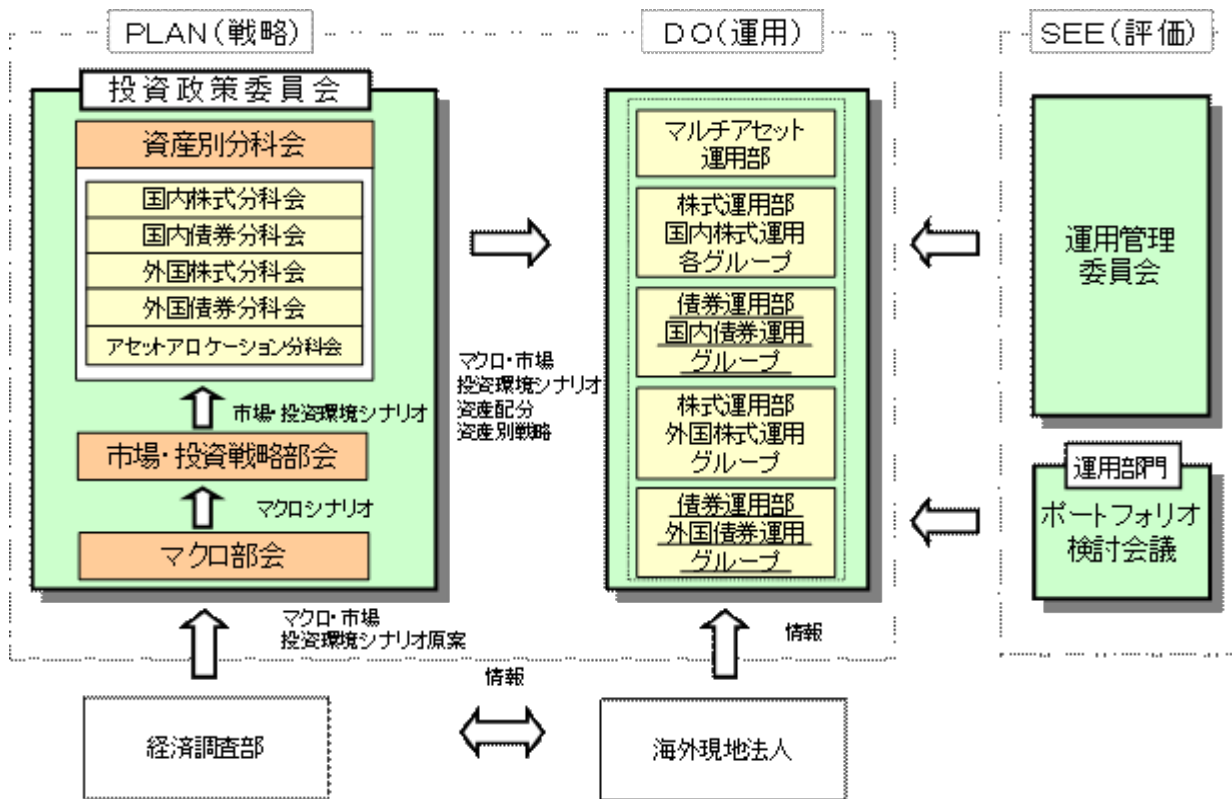 PLAN(戦略)
投資政策委員会
資産別分科会
国内株式分科会
国内債券分科会
外国株式分科会
外国債券分科会
アセットアロケーション分科会
市場・投資環境シナリオ
市場・投資戦略部会
マクロシナリオ
マクロ部会
マクロ・市場
投資環境シナリオ原案
経済調査部
マクロ・市場
投資環境シナリオ
資産配分
資産別戦略
情報
DO(運用)
マルチアセット
運用部
株式運用部
国内株式運用
各グループ
債券運用部
国内債券運用
グループ
株式運用部
外国株式運用
グループ
債券運用部
外国債券運用
グループ
情報
海外現地法人
SEE(評価)
運用管理
委員会
運用部門
ポートフォリオ
検討会議